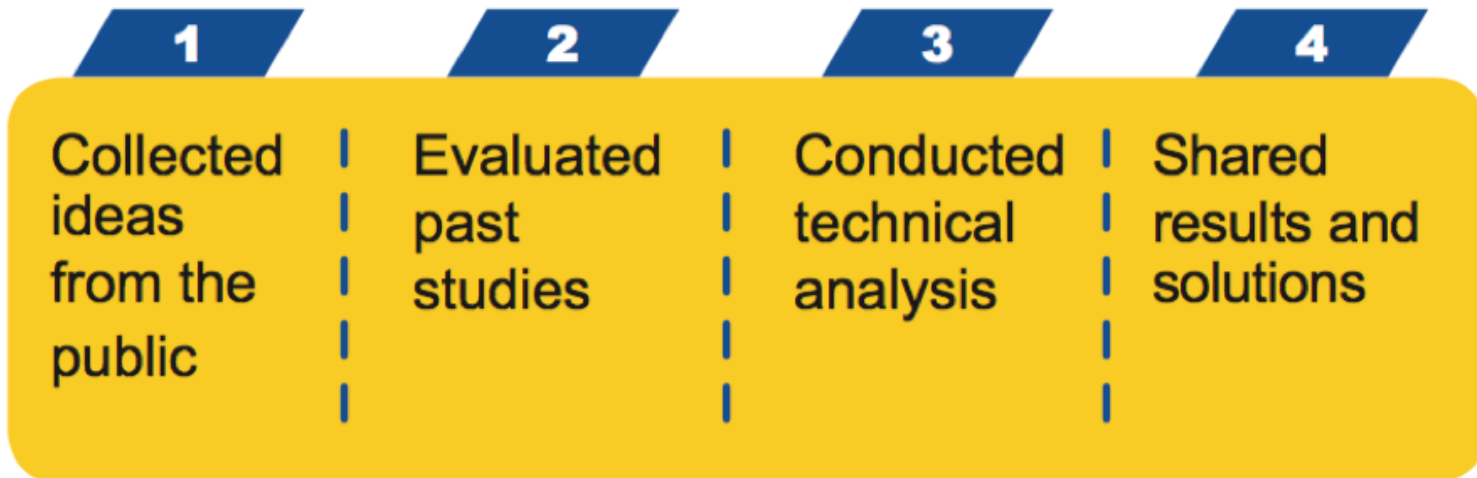 1
Collected
ideas
from the
public
2
Evaluated
past
studies
3
Conducted
technical
analysis
4
Shared
results and
solutions